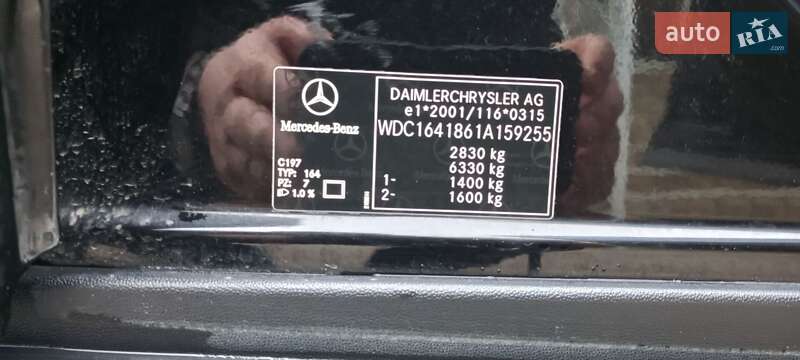 auto RIA
DAIMLERCHRYSLER AG
e1*2001/116*0315
Mercedes-Benz
WDC1641861A159255
2830 kg
6330 kg
1- 1400 kg
2- 1600 kg
C197
TYP: 164
PZ: 7
1.0 %